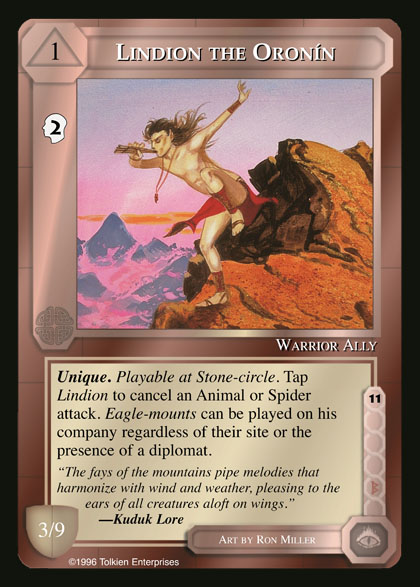 1
LINDION THE ORONÍN
2
WARRIOR ALLY
Unique. Playable at Stone-circle. Tap
Lindion to cancel an Animal or Spider
attack. Eagle-mounts can be played on his
company regardless of their site or the
presence of a diplomat.
“The fays of the mountains pipe melodies that
harmonize with wind and weather, pleasing to the
ears of all creatures aloft on wings.”
—Kuduk Lore
11
3/9
ART BY RON MILLER
©1996 Tolkien Enterprises